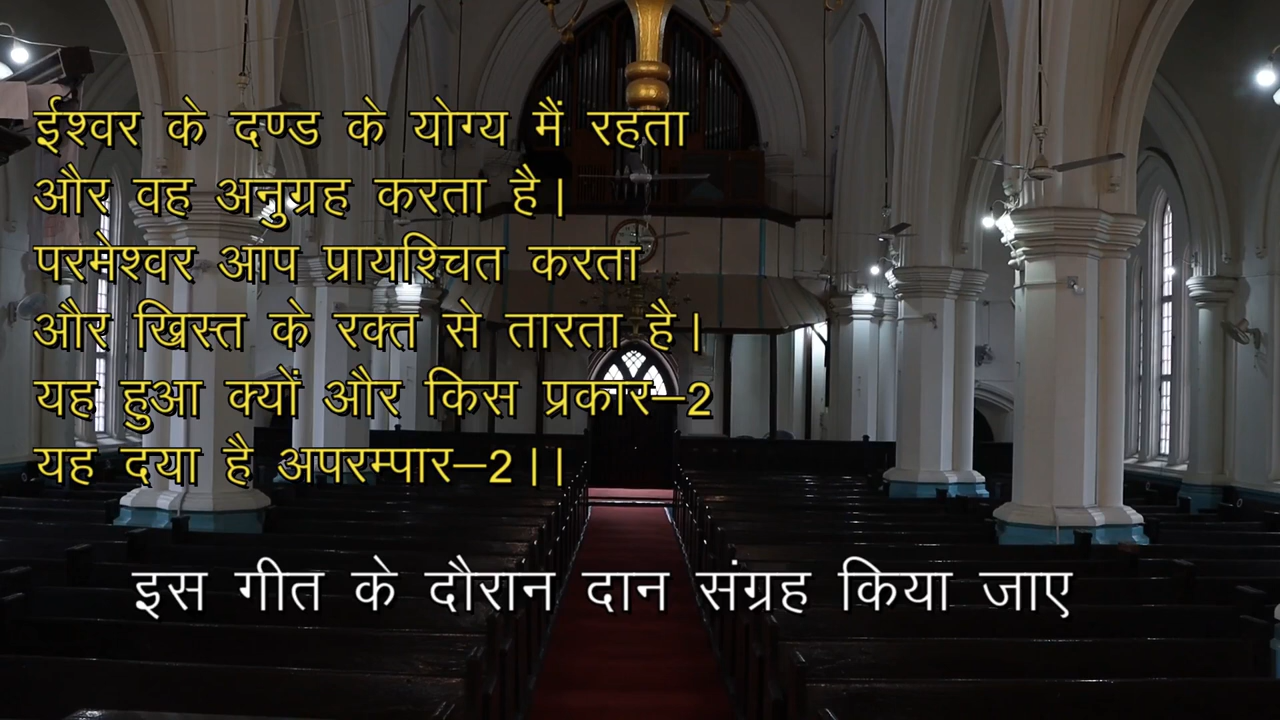 ईश्वर के दण्ड के योग्य मैं रहता
और वह अनुग्रह करता है।
परमेश्वर आप प्रायश्चित करता
और ख्रिस्त के रक्त से तारता है।
यह हुआ क्यों और किस प्रकार–2
यह दया है अपरम्पार–2।।
इस गीत के दौरान दान संग्रह किया जाए